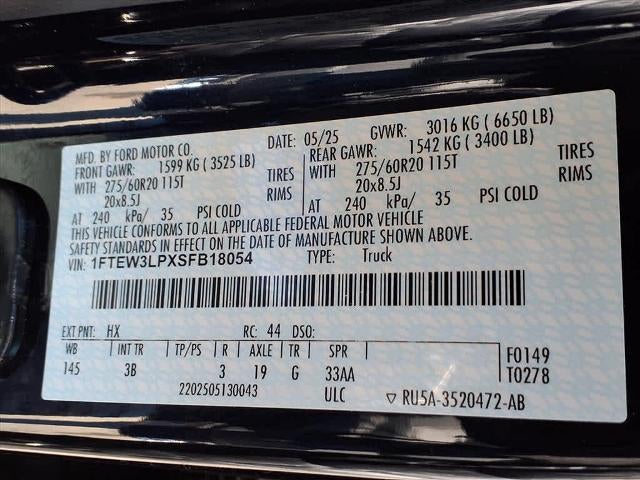 MFD. BY FORD MOTOR CO. DATE: 05/25 GVWR: 3016 KG ( 6650 LB)
FRONT GAWR: 1599 KG ( 3525 LB) REAR GAWR: 1542 KG ( 3400 LB)
WITH 275/60R20 115T TIRES WITH 275/60R20 115T TIRES
20x8.5J RIMS 20x8.5J RIMS
AT 240 kPa/ 35 PSI COLD AT 240 kPa/ 35 PSI COLD
THIS VEHICLE CONFORMS TO ALL APPLICABLE FEDERAL MOTOR VEHICLE
SAFETY STANDARDS IN EFFECT ON THE DATE OF MANUFACTURE SHOWN ABOVE.
VIN: 1FTEW3LPXSFB18054 TYPE: Truck
EXT PNT: HX RC: 44 DSO:
WB INT TR TP/PS R AXLE TR SPR F0149
145 3B 3 19 G 33AA T0278
2202505130043 ULC ▽ RU5A-3520472-AB